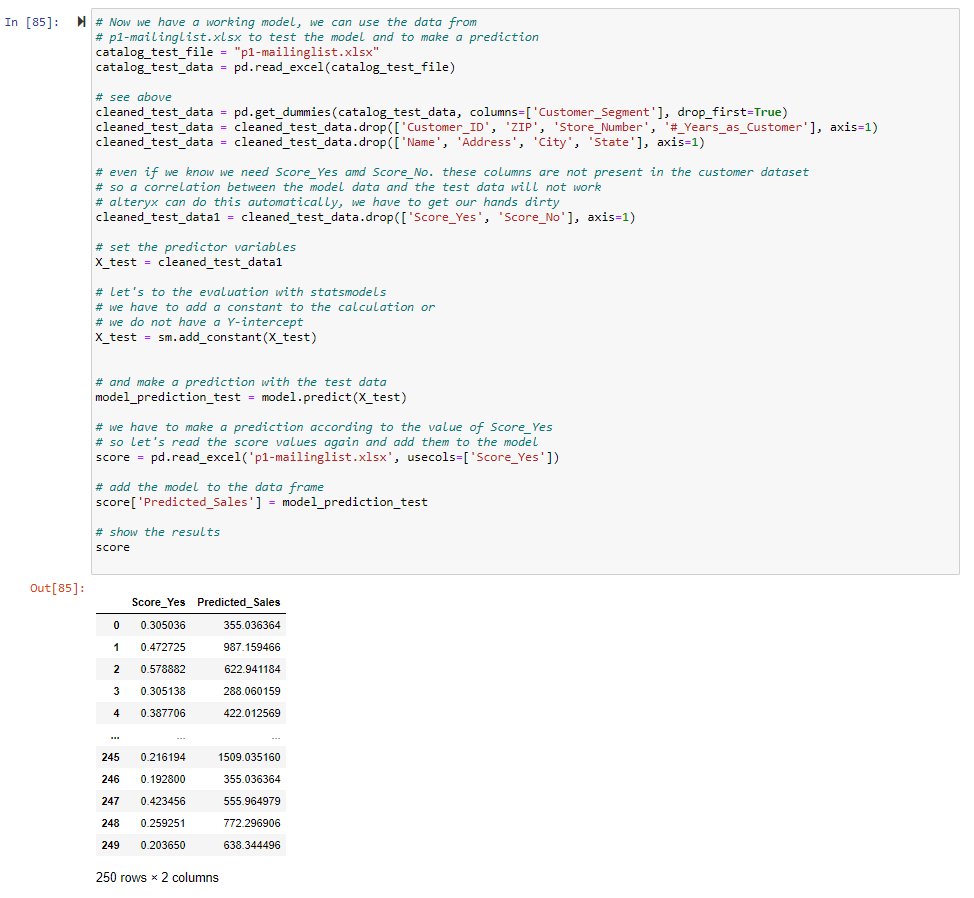 In [85]:
# Now we have a working model, we can use the data from
# p1-mailinglist.xlsx to test the model and to make a prediction
catalog_test_file = "p1-mailinglist.xlsx"
catalog_test_data = pd.read_excel(catalog_test_file)
# see above
cleaned_test_data = pd.get_dummies(catalog_test_data, columns=['Customer_Segment'], drop_first=True)
cleaned_test_data = cleaned_test_data.drop(['Customer_ID', 'ZIP', 'Store_Number', '#_Years_as_Customer'], axis=1)
cleaned_test_data = cleaned_test_data.drop(['Name', 'Address', 'City', 'State'], axis=1)
# even if we know we need Score_Yes amd Score_No. these columns are not present in the customer dataset
# so a correlation between the model data and the test data will not work
# alteryx can do this automatically, we have to get our hands dirty
cleaned_test_data1 = cleaned_test_data.drop(['Score_Yes', 'Score_No'], axis=1)
# set the predictor variables
X_test = cleaned_test_data1
# let's to the evaluation with statsmodels
# we have to add a constant to the calculation or
# we do not have a Y-intercept
X_test = sm.add_constant(X_test)
# and make a prediction with the test data
model_prediction_test = model.predict(X_test)
# we have to make a prediction according to the value of Score_Yes
# so let's read the score values again and add them to the model
score = pd.read_excel('p1-mailinglist.xlsx', usecols=['Score_Yes'])
# add the model to the data frame
score['Predicted_Sales'] = model_prediction_test
# show the results
score
Out[85]:
Score_Yes Predicted_Sales
0 0.305036 355.036364
1 0.472725 987.159466
2 0.578882 622.941184
3 0.305138 288.060159
4 0.387706 422.012569
... ... ...
245 0.216194 1509.035160
246 0.192800 355.036364
247 0.423456 555.964979
248 0.259251 772.296906
249 0.203650 638.344496
250 rows × 2 columns